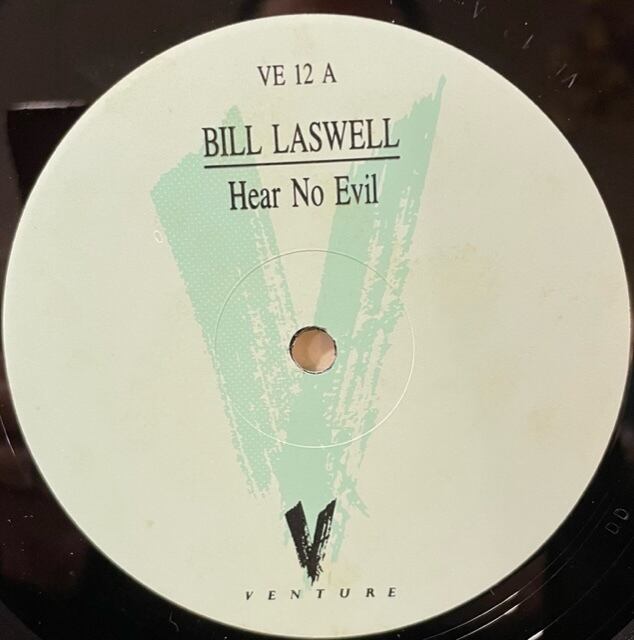 VE 12 A
BILL LASWELL
Hear No Evil
V
VENTURE